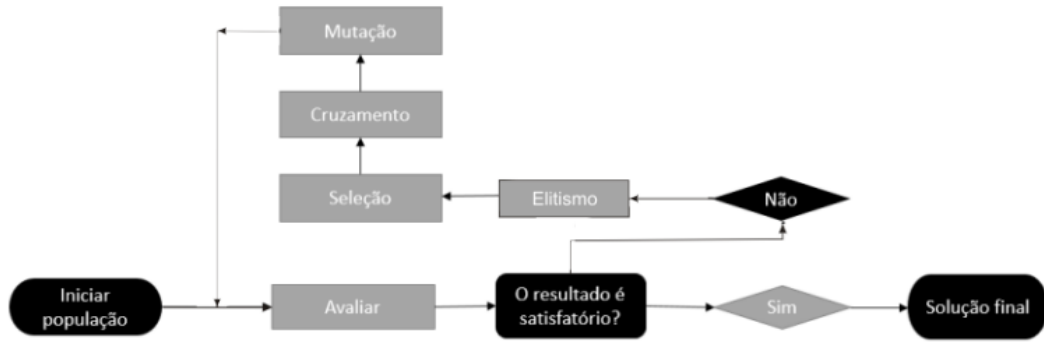 Mutação
Cruzamento
Seleção
Elitismo
Não
Iniciar
população
Avaliar
O resultado é
satisfatório?
Sim
Solução final